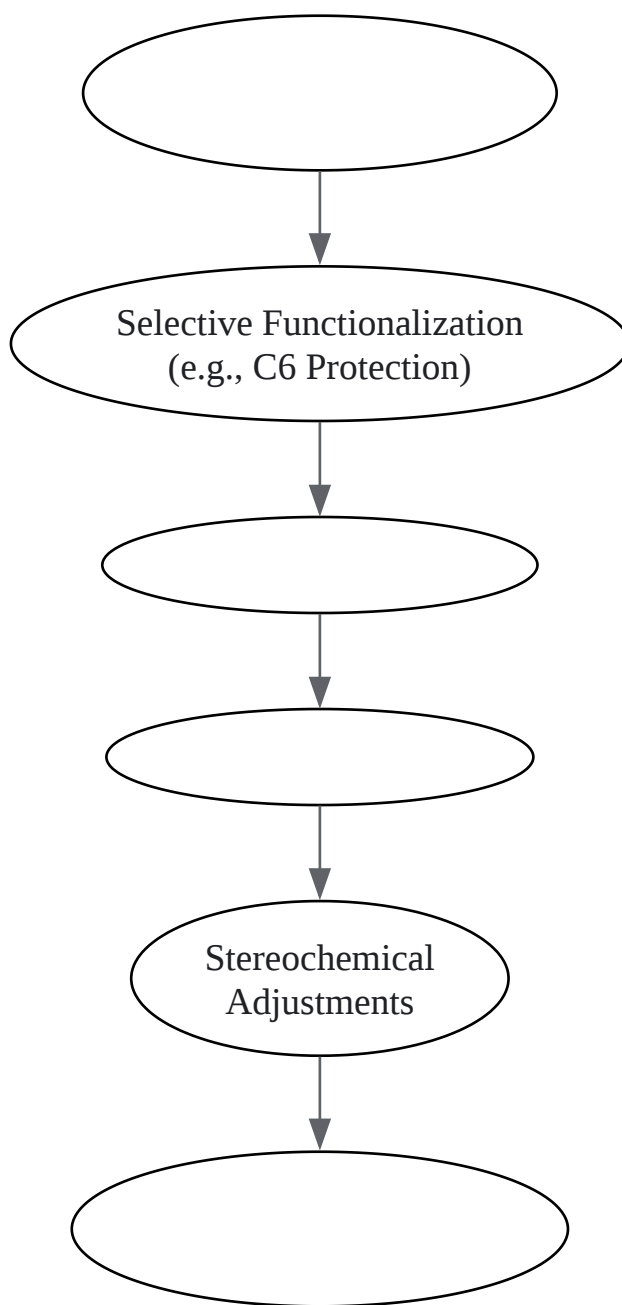 Selective Functionalization
(e.g., C6 Protection)
Stereochemical
Adjustments